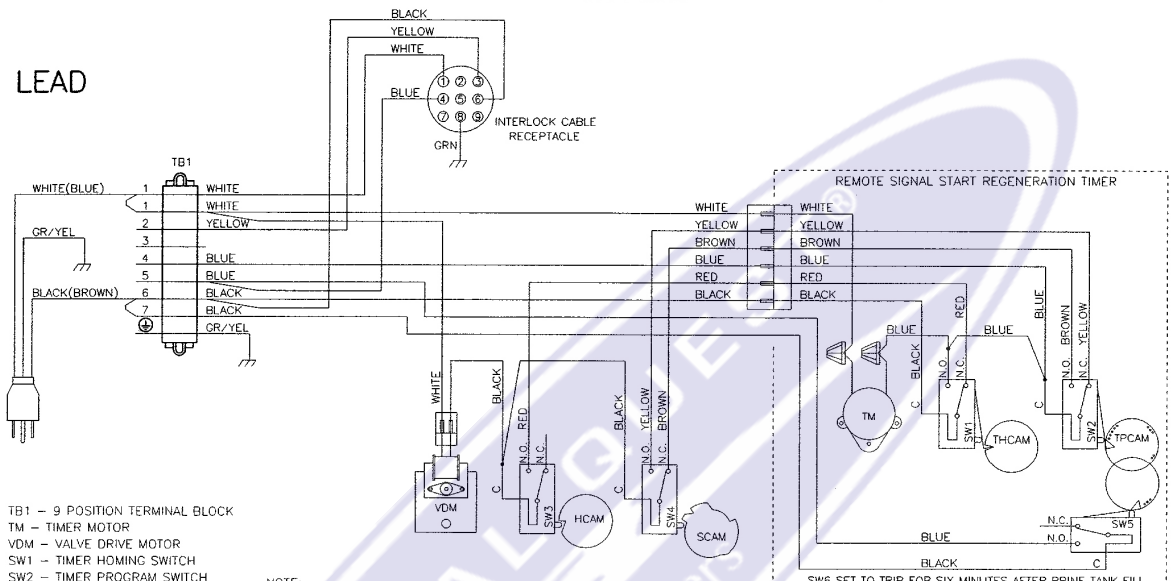 BLACK
YELLOW
WHITE
LEAD
1 2 3
BLUE
4 5 6
7 8 9
INTERLOCK CABLE
RECEPTACLE
GRN
TB1
REMOTE SIGNAL START REGENERATION TIMER
WHITE(BLUE) 1 WHITE
1 WHITE
2 YELLOW
GR/YEL
3
4 BLUE
5 BLUE
BLACK(BROWN) 6 BLACK
7 BLACK
GR/YEL
WHITE WHITE
YELLOW YELLOW
BROWN BROWN
BLUE BLUE
RED RED
BLACK BLACK
BLUE
BLACK
RED
BLUE
BLUE
BROWN
YELLOW
N.O.
N.C.
N.O.
N.C.
C
C
TM
SW1
THCAM
SW2
TPCAM
WHITE
BLACK
RED
BLACK
YELLOW
BROWN
N.O.
N.C.
N.O.
N.C.
C
C
VDM
SW3
HCAM
SW4
SCAM
N.C.
N.O.
SW5
BLUE
BLACK
C
TB1 – 9 POSITION TERMINAL BLOCK
TM – TIMER MOTOR
VDM – VALVE DRIVE MOTOR
SW1 – TIMER HOMING SWITCH
SW2 – TIMER PROGRAM SWITCH
NOTE
SW6 SET TO TRIP FOR SIX MINUTES AFTER BRINE TANK FILL
QUEST®